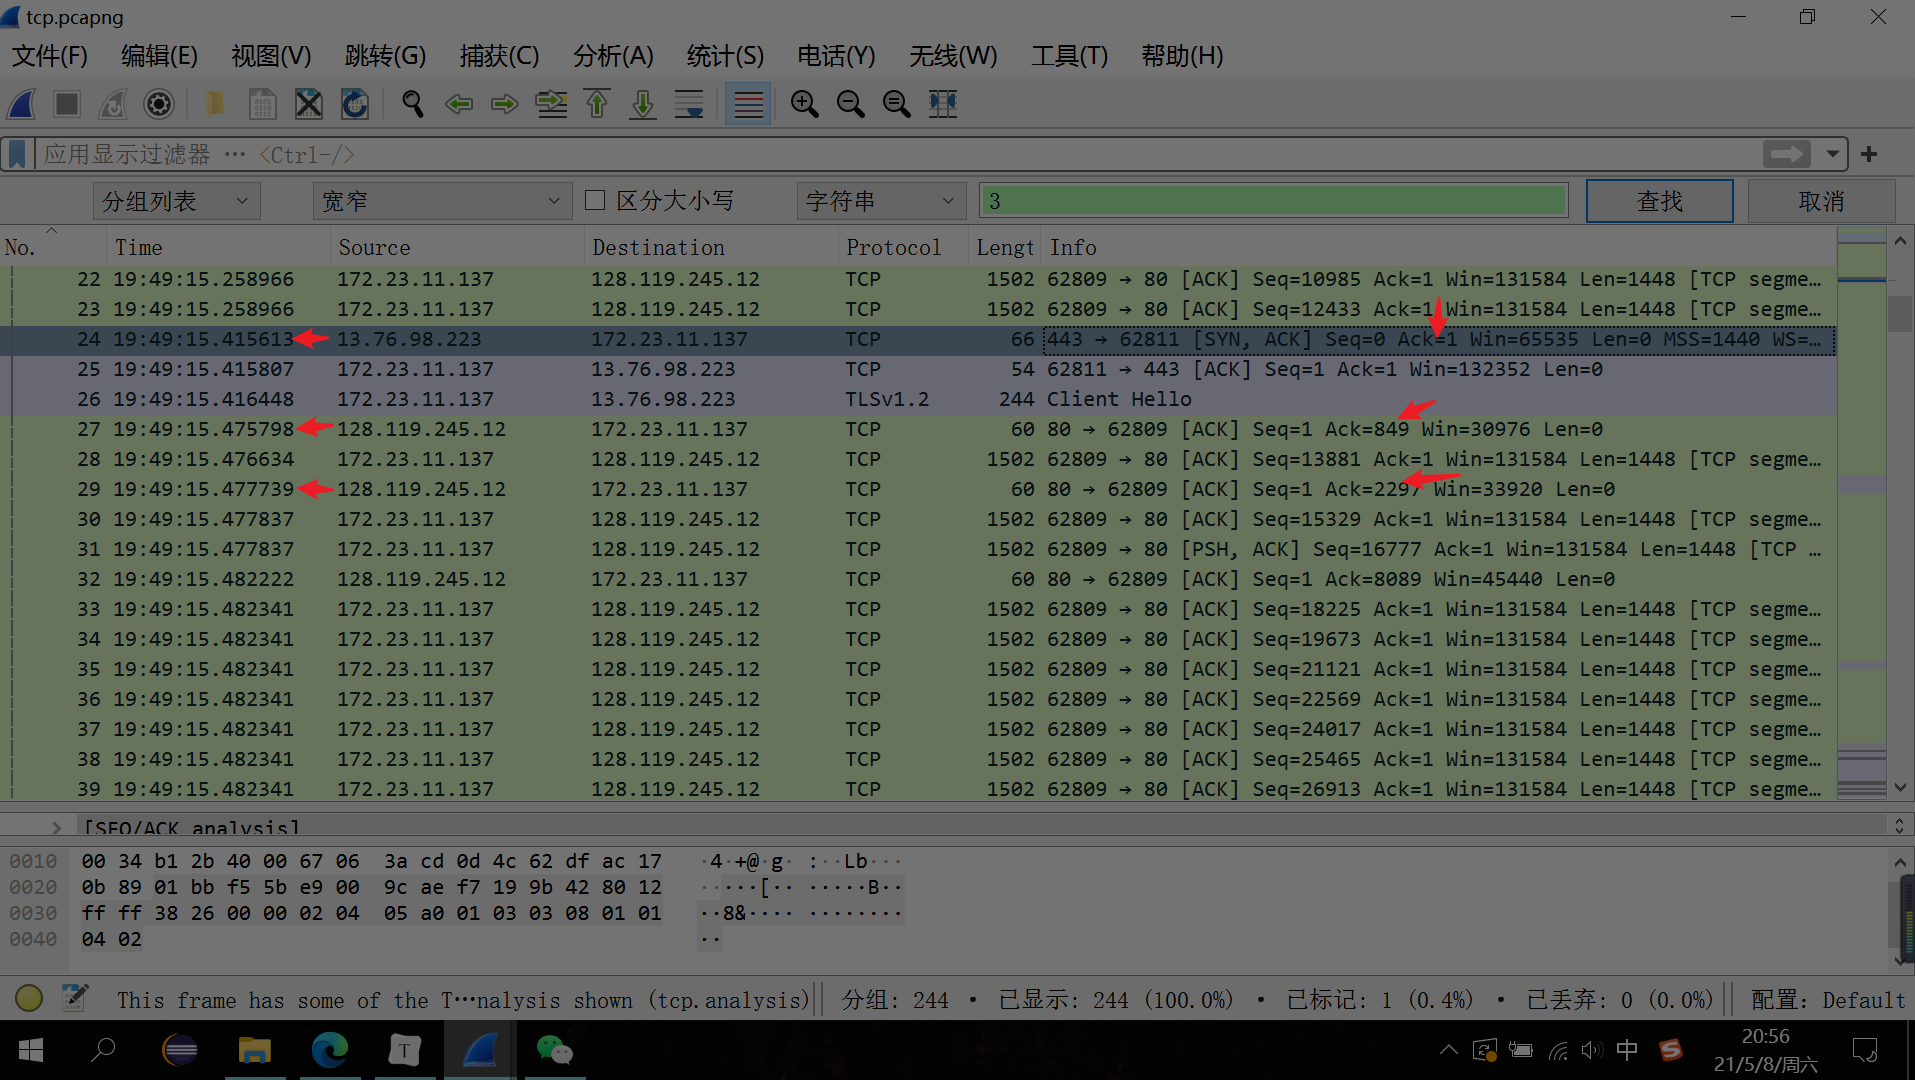 tcp.pcapng
文件(F) 编辑(E) 视图(V) 跳转(G) 捕获(C) 分析(A) 统计(S) 电话(Y) 无线(W) 工具(T) 帮助(H)
应用显示过滤器 … <Ctrl-/>
分组列表 宽窄 区分大小写 字符串 3 查找 取消
No. Time Source Destination Protocol Lengt Info
22 19:49:15.258966 172.23.11.137 128.119.245.12 TCP 1502 62809 → 80 [ACK] Seq=10985 Ack=1 Win=131584 Len=1448 [TCP segme…
23 19:49:15.258966 172.23.11.137 128.119.245.12 TCP 1502 62809 → 80 [ACK] Seq=12433 Ack=1 Win=131584 Len=1448 [TCP segme…
24 19:49:15.415613 13.76.98.223 172.23.11.137 TCP 66 443 → 62811 [SYN, ACK] Seq=0 Ack=1 Win=65535 Len=0 MSS=1440 WS=…
25 19:49:15.415807 172.23.11.137 13.76.98.223 TCP 54 62811 → 443 [ACK] Seq=1 Ack=1 Win=132352 Len=0
26 19:49:15.416448 172.23.11.137 13.76.98.223 TLSv1.2 244 Client Hello
27 19:49:15.475798 128.119.245.12 172.23.11.137 TCP 60 80 → 62809 [ACK] Seq=1 Ack=849 Win=30976 Len=0
28 19:49:15.476634 172.23.11.137 128.119.245.12 TCP 1502 62809 → 80 [ACK] Seq=13881 Ack=1 Win=131584 Len=1448 [TCP segme…
29 19:49:15.477739 128.119.245.12 172.23.11.137 TCP 60 80 → 62809 [ACK] Seq=1 Ack=2297 Win=33920 Len=0
30 19:49:15.477837 172.23.11.137 128.119.245.12 TCP 1502 62809 → 80 [ACK] Seq=15329 Ack=1 Win=131584 Len=1448 [TCP segme…
31 19:49:15.477837 172.23.11.137 128.119.245.12 TCP 1502 62809 → 80 [PSH, ACK] Seq=16777 Ack=1 Win=131584 Len=1448 [TCP …
32 19:49:15.482222 128.119.245.12 172.23.11.137 TCP 60 80 → 62809 [ACK] Seq=1 Ack=8089 Win=45440 Len=0
33 19:49:15.482341 172.23.11.137 128.119.245.12 TCP 1502 62809 → 80 [ACK] Seq=18225 Ack=1 Win=131584 Len=1448 [TCP segme…
34 19:49:15.482341 172.23.11.137 128.119.245.12 TCP 1502 62809 → 80 [ACK] Seq=19673 Ack=1 Win=131584 Len=1448 [TCP segme…
35 19:49:15.482341 172.23.11.137 128.119.245.12 TCP 1502 62809 → 80 [ACK] Seq=21121 Ack=1 Win=131584 Len=1448 [TCP segme…
36 19:49:15.482341 172.23.11.137 128.119.245.12 TCP 1502 62809 → 80 [ACK] Seq=22569 Ack=1 Win=131584 Len=1448 [TCP segme…
37 19:49:15.482341 172.23.11.137 128.119.245.12 TCP 1502 62809 → 80 [ACK] Seq=24017 Ack=1 Win=131584 Len=1448 [TCP segme…
38 19:49:15.482341 172.23.11.137 128.119.245.12 TCP 1502 62809 → 80 [ACK] Seq=25465 Ack=1 Win=131584 Len=1448 [TCP segme…
39 19:49:15.482341 172.23.11.137 128.119.245.12 TCP 1502 62809 → 80 [ACK] Seq=26913 Ack=1 Win=131584 Len=1448 [TCP segme…
[SEQ/ACK analysis]
0010 00 34 b1 2b 40 00 67 06 3a cd 0d 4c 62 df ac 17 ·4·+@·g· :··Lb···
0020 0b 89 01 bb f5 5b e9 00 9c ae f7 19 9b 42 80 12 ·····[·· ·····B··
0030 ff ff 38 26 00 00 02 04 05 a0 01 03 03 08 01 01 ··8&···· ········
0040 04 02 ··
This frame has some of the T…nalysis shown (tcp.analysis) 分组: 244 · 已显示: 244 (100.0%) · 已标记: 1 (0.4%) · 已丢弃: 0 (0.0%) 配置: Default
T 中 S 20:56
21/5/8/周六